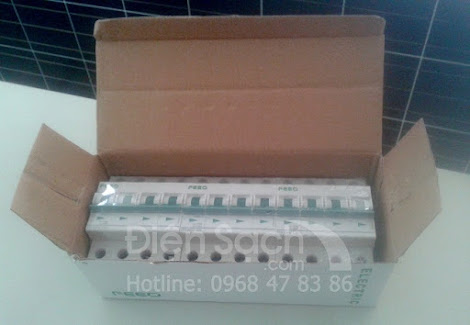 FEEO FEEO
Điện Sạch
.com
Hotline: 0968 47 83 86
ELECTRIC
FEEO